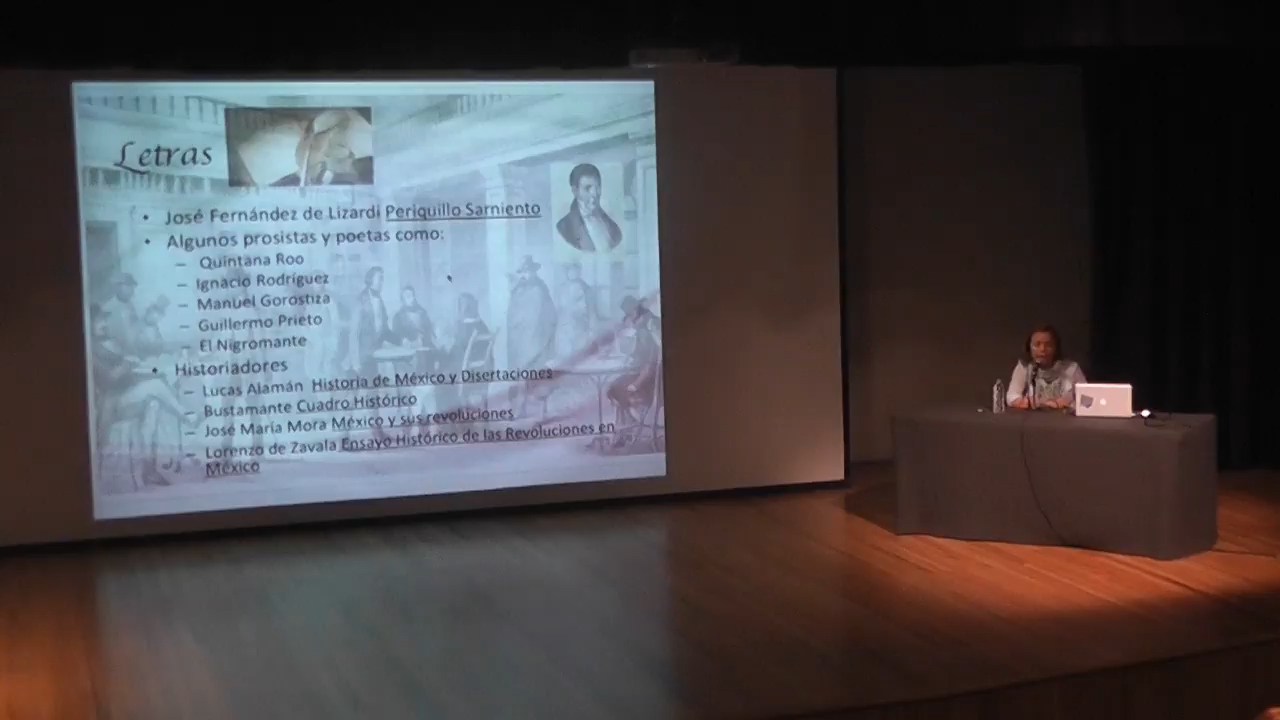 Letras
• José Fernández de Lizardi Periquillo Sarniento
• Algunos prosistas y poetas como:
– Quintana Roo
– Ignacio Rodríguez
– Manuel Gorostiza
– Guillermo Prieto
– El Nigromante
• Historiadores
– Lucas Alamán Historia de México y Disertaciones
– Bustamante Cuadro Histórico
– José María Mora México y sus revoluciones
– Lorenzo de Zavala Ensayo Histórico de las Revoluciones en
México